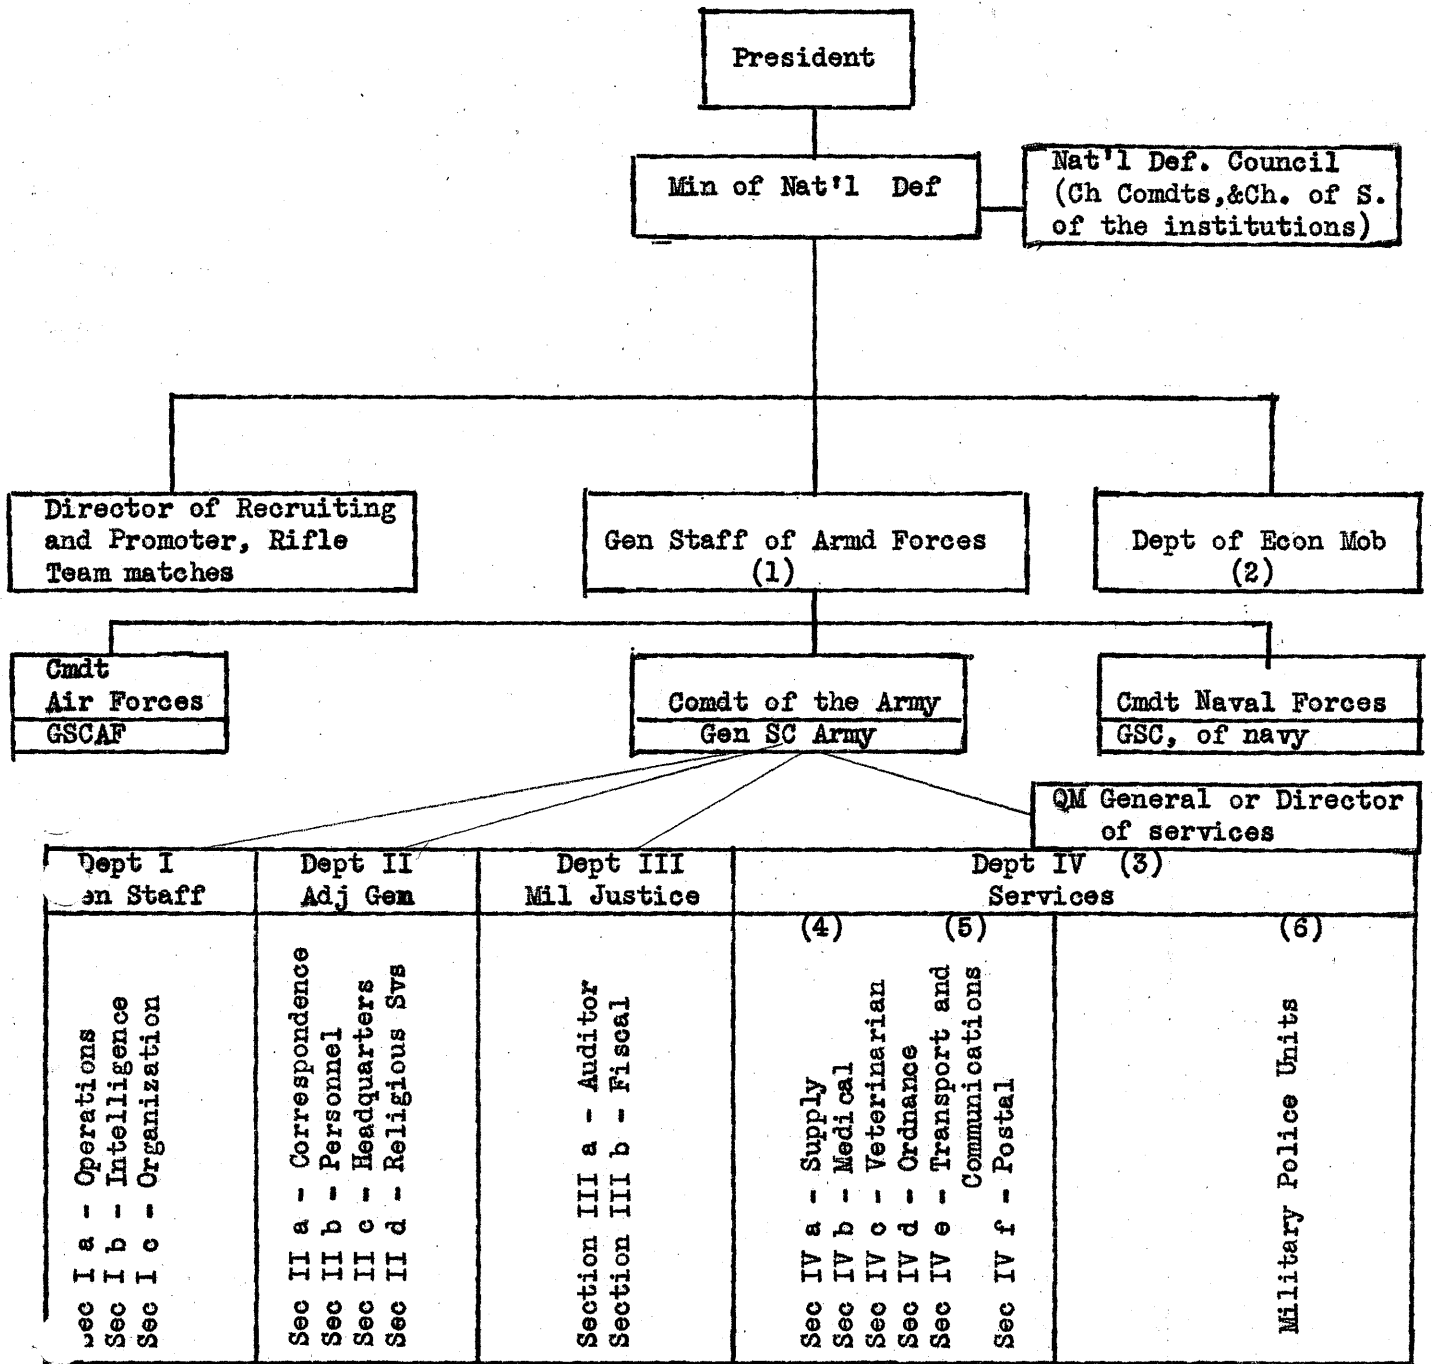 President
Min of Nat'l Def
Nat'l Def. Council
(Ch Comdts,&Ch. of S.
of the institutions)
Director of Recruiting
and Promoter, Rifle
Team matches
Gen Staff of Armd Forces
(1)
Dept of Econ Mob
(2)
Cmdt
Air Forces
GSCAF
Comdt of the Army
Gen SC Army
Cmdt Naval Forces
GSC, of navy
QM General or Director
of services
Dept I
en Staff
Dept II
Adj Gen
Dept III
Mil Justice
Dept IV (3)
Services
Sec I a - Operations
Sec I b - Intelligence
Sec I c - Organization
Sec II a - Correspondence
Sec II b - Personnel
Sec II c - Headquarters
Sec II d - Religious Svs
Section III a - Auditor
Section III b - Fiscal
(4)
(5)
Sec IV a - Supply
Sec IV b - Medical
Sec IV c - Veterinarian
Sec IV d - Ordnance
Sec IV e - Transport and
Communications
Sec IV f - Postal
(6)
Military Police Units